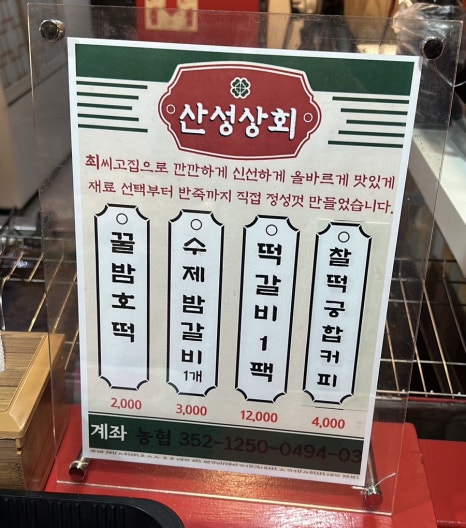 산성상회
최씨고집으로 깐깐하게 신선하게 올바르게 맛있게
재료 선택부터 반죽까지 직접 정성껏 만들었습니다.
꿀밤호떡
2,000
수제밤갈비
1개
3,000
떡갈비1팩
12,000
찰떡궁합커피
4,000
계좌 농협 352-1250-0494-03